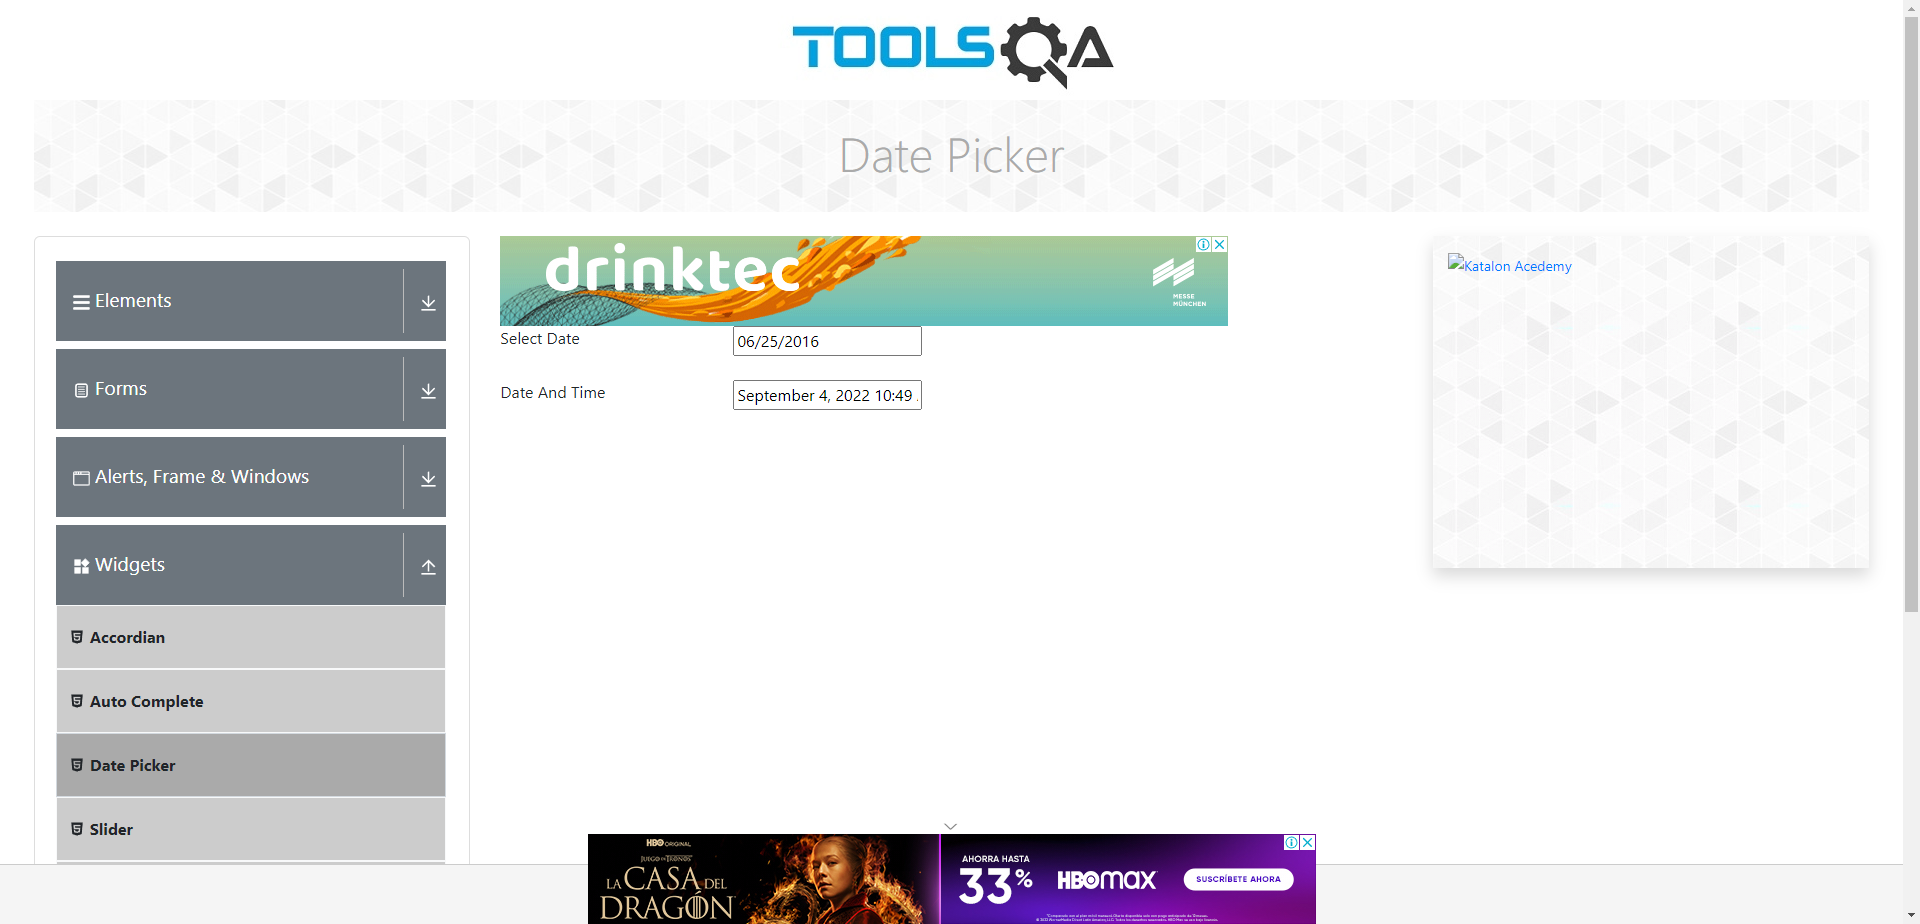 TOOLSQA
Date Picker
Elements
Forms
Alerts, Frame & Windows
Widgets
Accordian
Auto Complete
Date Picker
Slider
drinktec
MESSE
MÜNCHEN
Select Date
06/25/2016
Date And Time
September 4, 2022 10:49
Katalon Acedemy
HBO ORIGINAL
JUEGO DE TRONOS
LA CASA DEL
DRAGÓN
AHORRA HASTA
33%
HBOMAX
SUSCRÍBETE AHORA